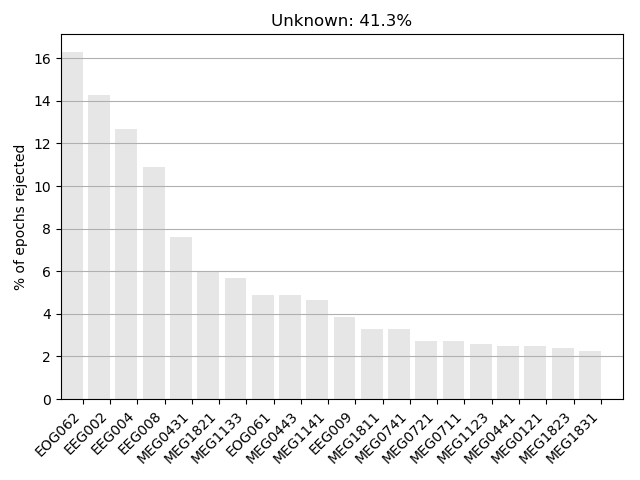 Unknown: 41.3%
% of epochs rejected
16
14
12
10
8
6
4
2
0
EOG062
EEG002
EEG004
EEG008
MEG0431
MEG1821
MEG1133
EOG061
MEG0443
MEG1141
EEG009
MEG1811
MEG0741
MEG0721
MEG0711
MEG1123
MEG0441
MEG0121
MEG1823
MEG1831